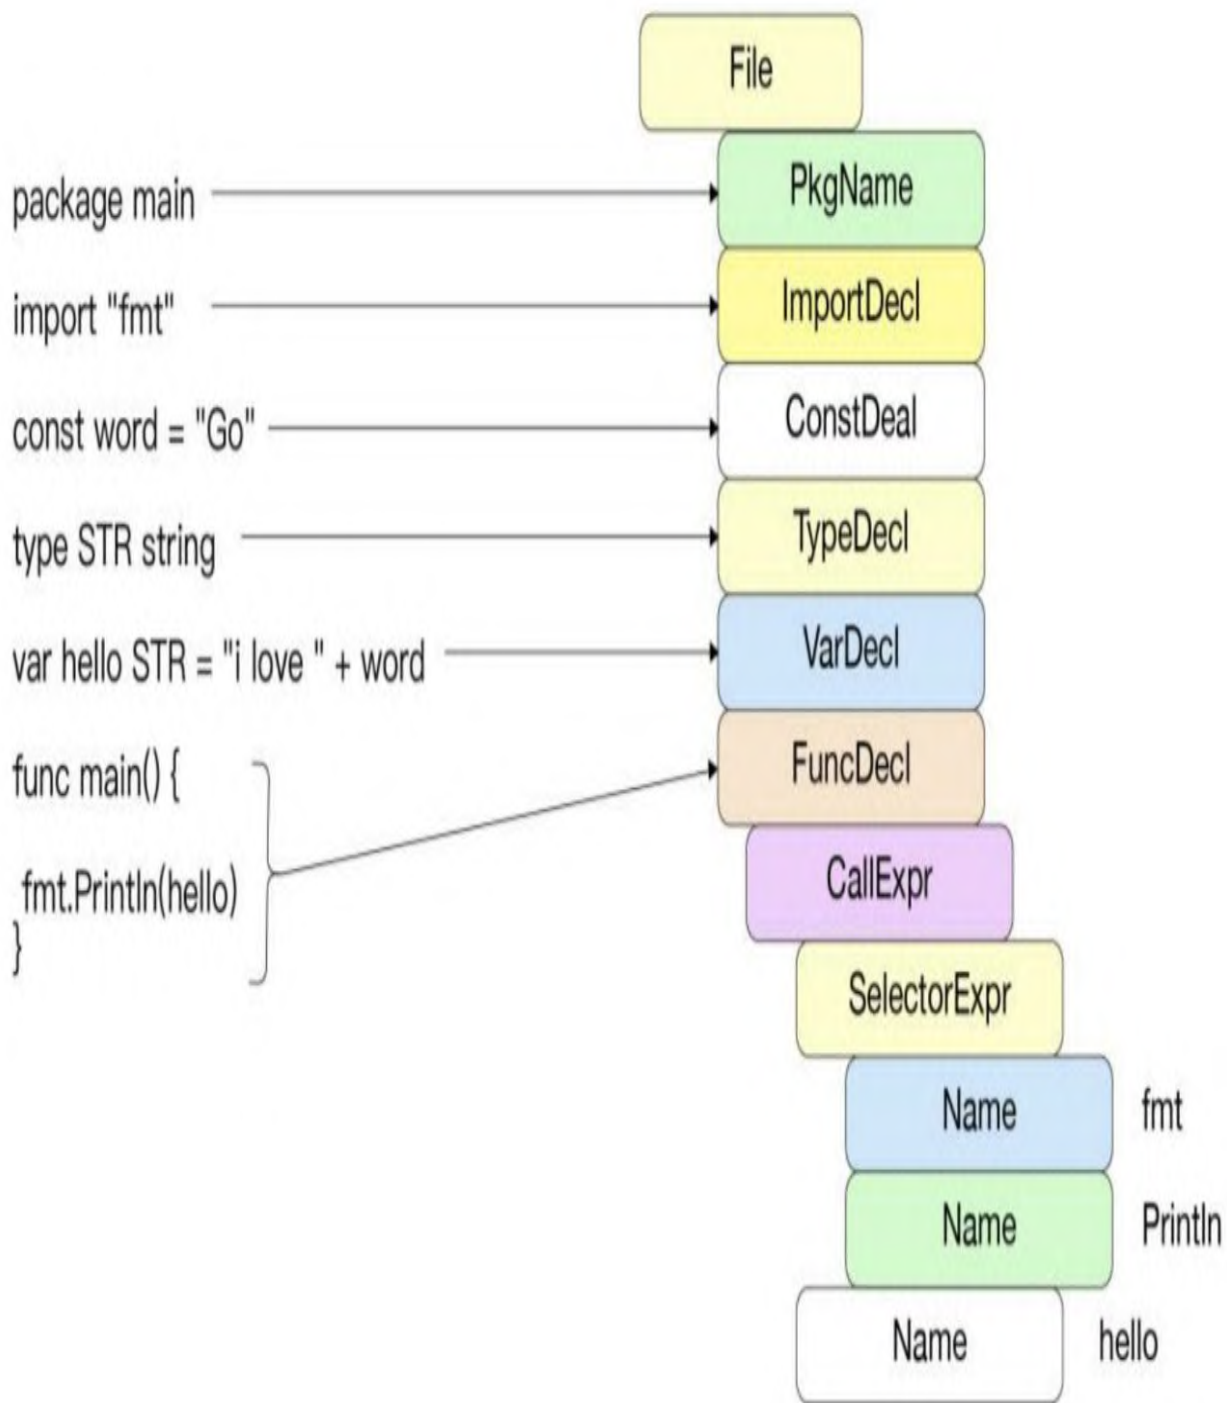 File
package main
PkgName
import "fmt"
ImportDecl
const word = "Go"
ConstDeal
type STR string
TypeDecl
var hello STR = "i love " + word
VarDecl
func main() {
FuncDecl
fmt.Println(hello)
CallExpr
}
SelectorExpr
Name fmt
Name Println
Name hello